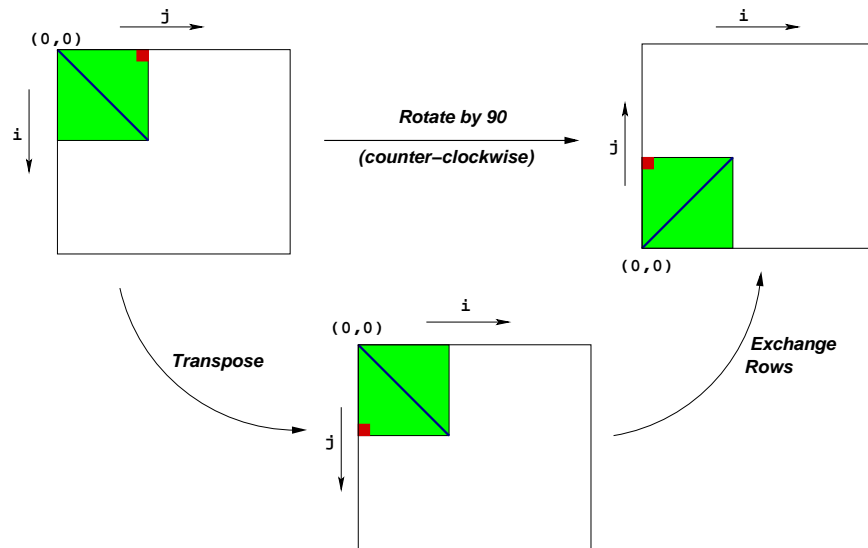 j
i
(0,0)
i
Rotate by 90
(counter−clockwise)
j
(0,0)
i
(0,0)
Transpose
Exchange
Rows
j